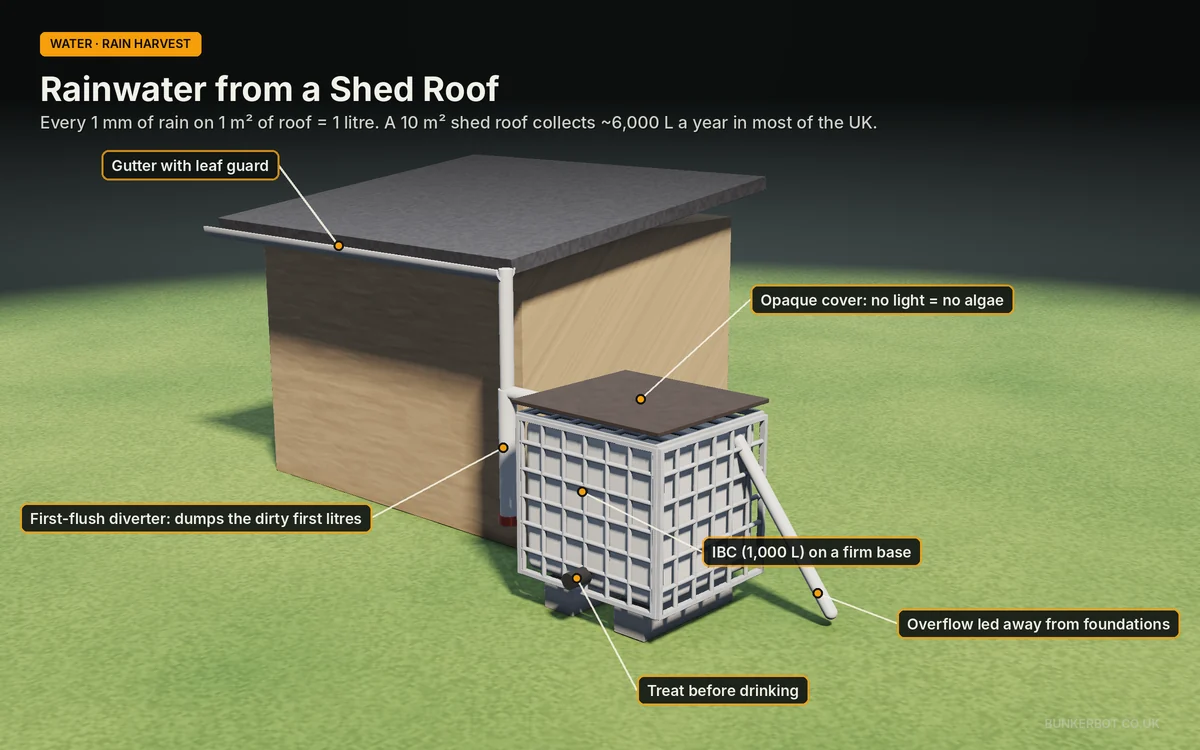 WATER · RAIN HARVEST
Rainwater from a Shed Roof
Every 1 mm of rain on 1 m² of roof = 1 litre. A 10 m² shed roof collects ~6,000 L a year in most of the UK.
Gutter with leaf guard
Opaque cover: no light = no algae
First-flush diverter: dumps the dirty first litres
IBC (1,000 L) on a firm base
Overflow led away from foundations
Treat before drinking
BUNKERBOT.CO.UK